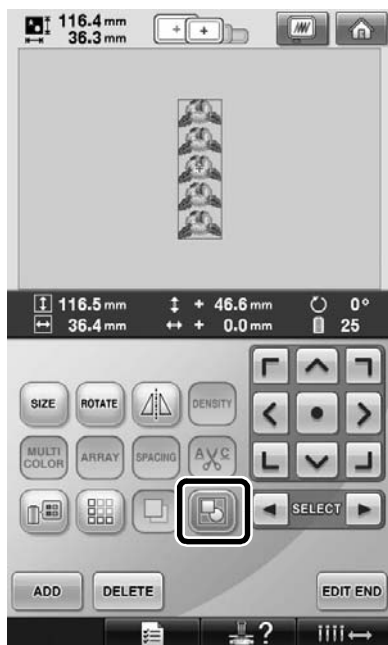 116.4 mm
36.3 mm
116.5 mm + 46.6 mm 0°
36.4 mm + 0.0 mm 25
SIZE ROTATE DENSITY
MULTI COLOR ARRAY SPACING A C
SELECT
ADD DELETE EDIT END
?